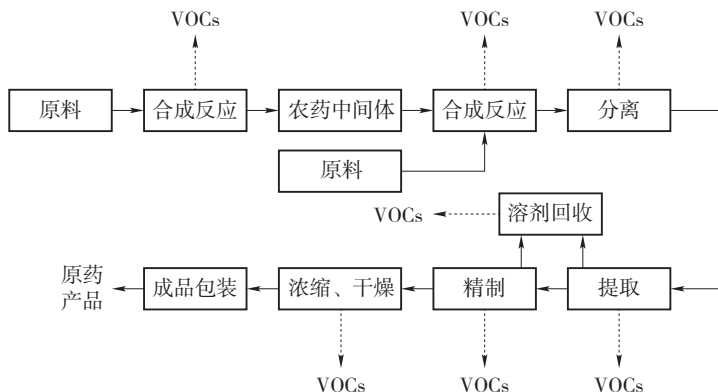 VOCs
VOCs
VOCs
原料
合成反应
农药中间体
合成反应
分离
原料
VOCs
溶剂回收
原药
产品
成品包装
浓缩、干燥
精制
提取
VOCs
VOCs
VOCs